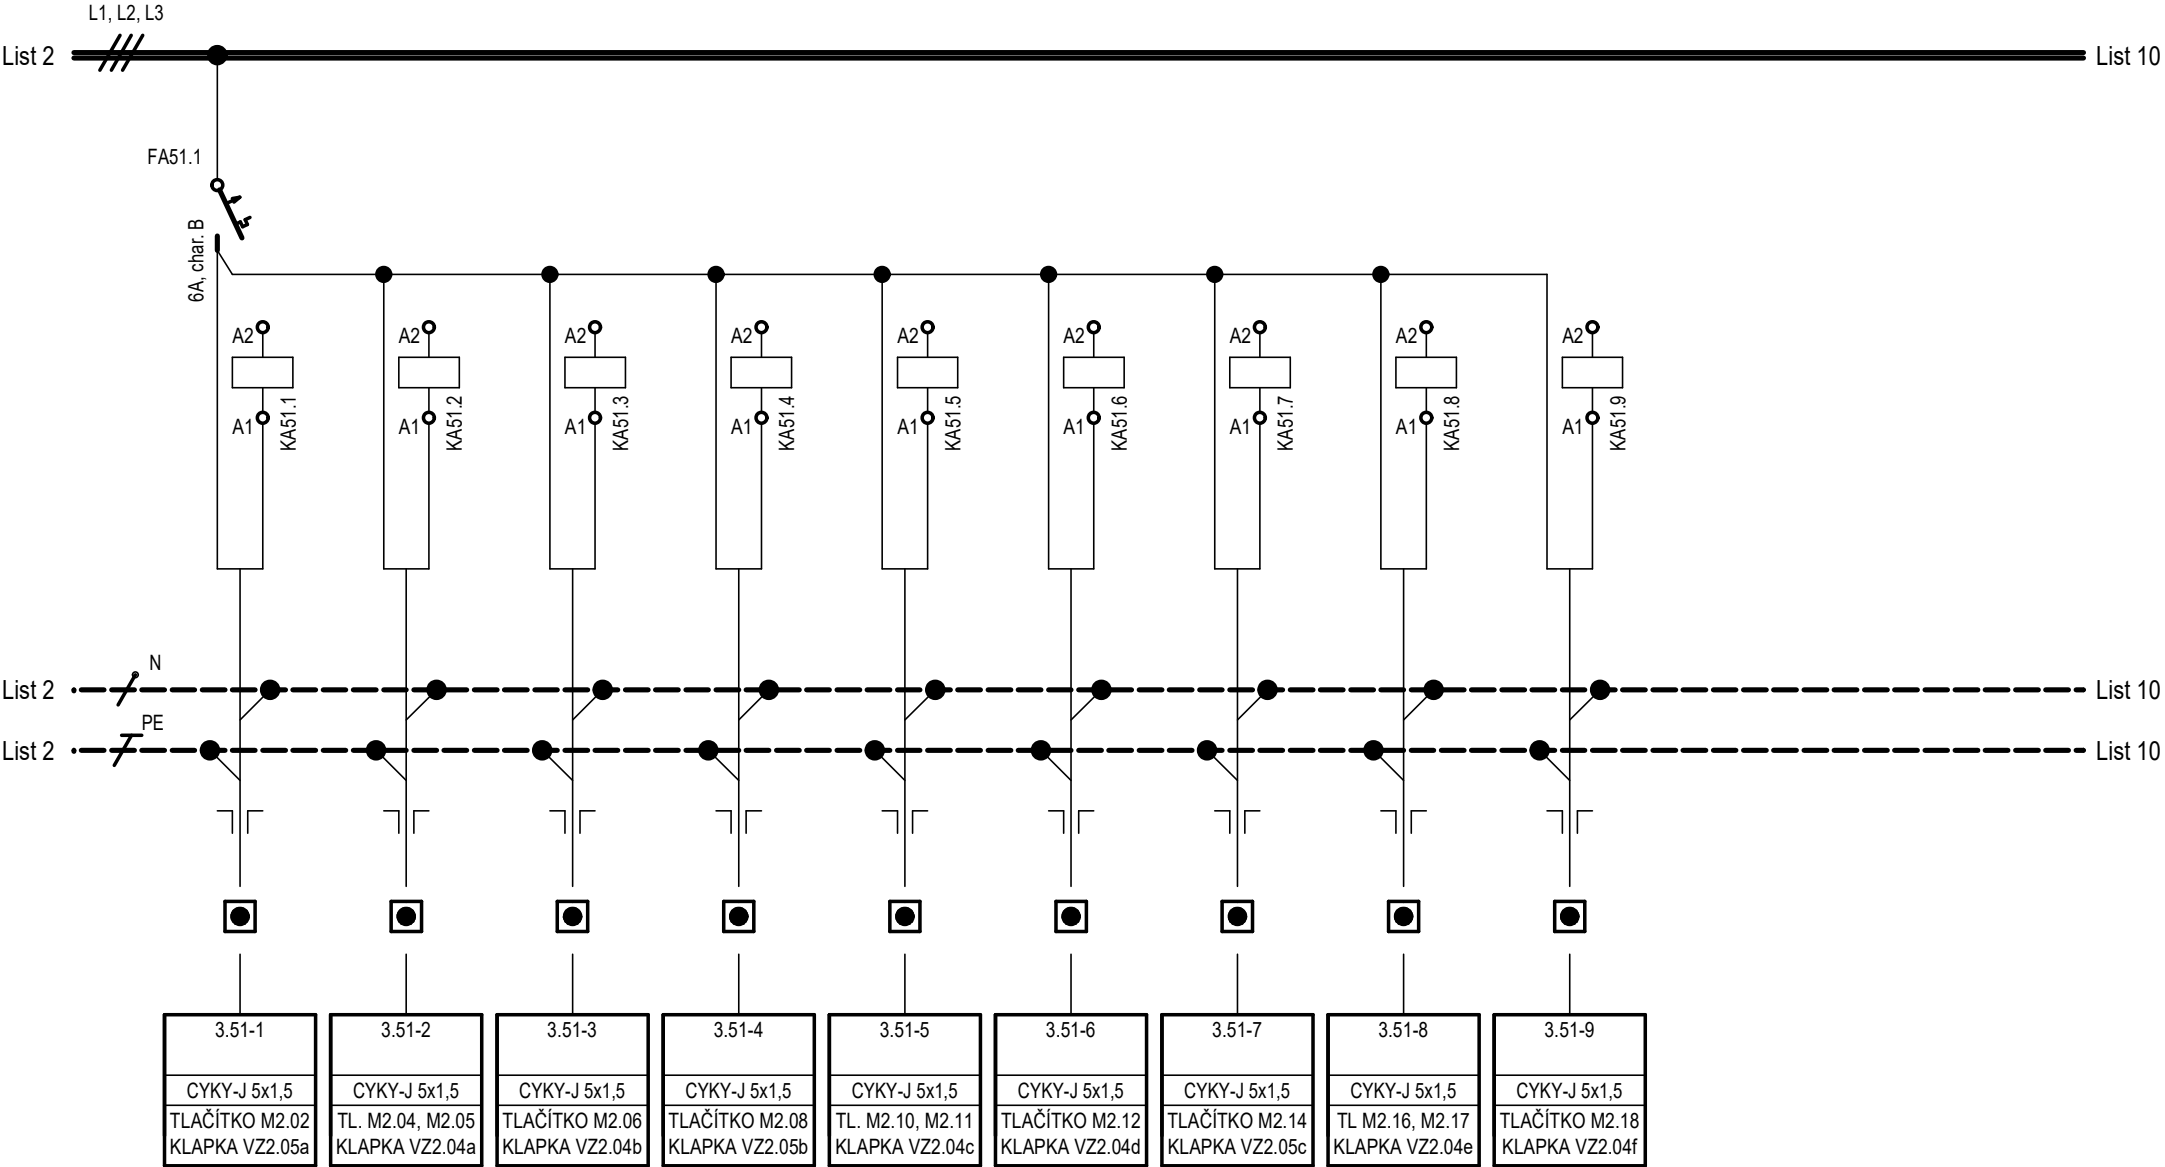 L1, L2, L3
List 2
List 10
FA51.1
6A, char. B
A2
A1
KA51.1
A2
A1
KA51.2
A2
A1
KA51.3
A2
A1
KA51.4
A2
A1
KA51.5
A2
A1
KA51.6
A2
A1
KA51.7
A2
A1
KA51.8
A2
A1
KA51.9
N
List 2
List 10
PE
List 2
List 10
3.51-1
CYKY-J 5x1,5
TLAČÍTKO M2.02
KLAPKA VZ2.05a
3.51-2
CYKY-J 5x1,5
TL. M2.04, M2.05
KLAPKA VZ2.04a
3.51-3
CYKY-J 5x1,5
TLAČÍTKO M2.06
KLAPKA VZ2.04b
3.51-4
CYKY-J 5x1,5
TLAČÍTKO M2.08
KLAPKA VZ2.05b
3.51-5
CYKY-J 5x1,5
TL. M2.10, M2.11
KLAPKA VZ2.04c
3.51-6
CYKY-J 5x1,5
TLAČÍTKO M2.12
KLAPKA VZ2.04d
3.51-7
CYKY-J 5x1,5
TLAČÍTKO M2.14
KLAPKA VZ2.05c
3.51-8
CYKY-J 5x1,5
TL M2.16, M2.17
KLAPKA VZ2.04e
3.51-9
CYKY-J 5x1,5
TLAČÍTKO M2.18
KLAPKA VZ2.04f